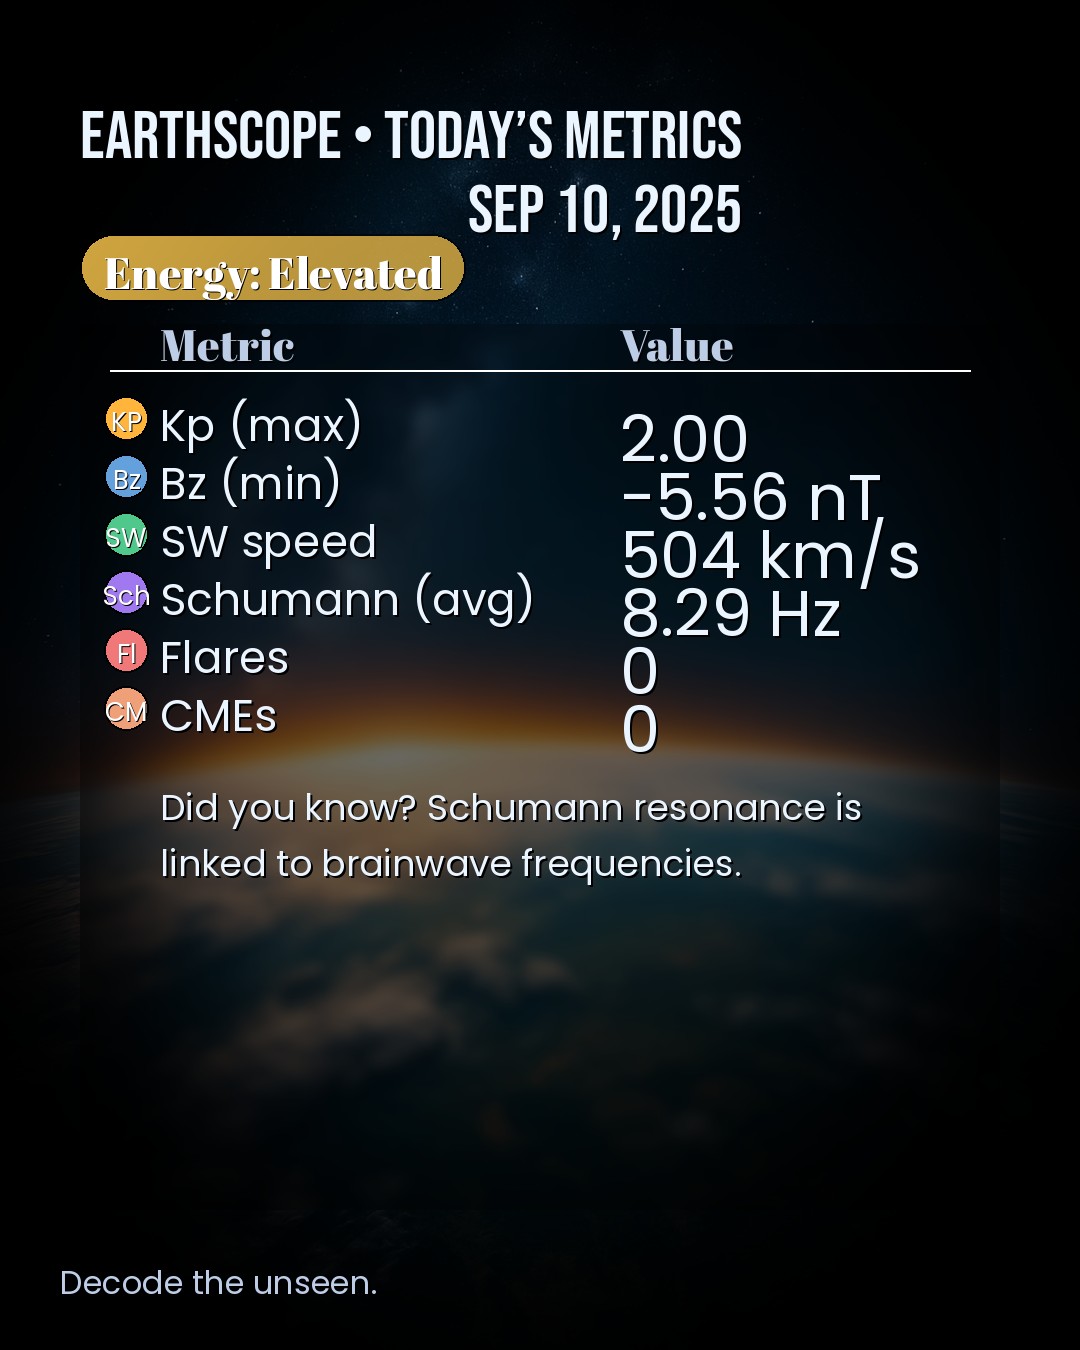 EARTHSCOPE • TODAY’S METRICS
SEP 10, 2025
Energy: Elevated
Metric Value
KP Kp (max) 2.00
Bz Bz (min) -5.56 nT
SW SW speed 504 km/s
Sch Schumann (avg) 8.29 Hz
Fl Flares 0
CM CMEs 0
Did you know? Schumann resonance is
linked to brainwave frequencies.
Decode the unseen.